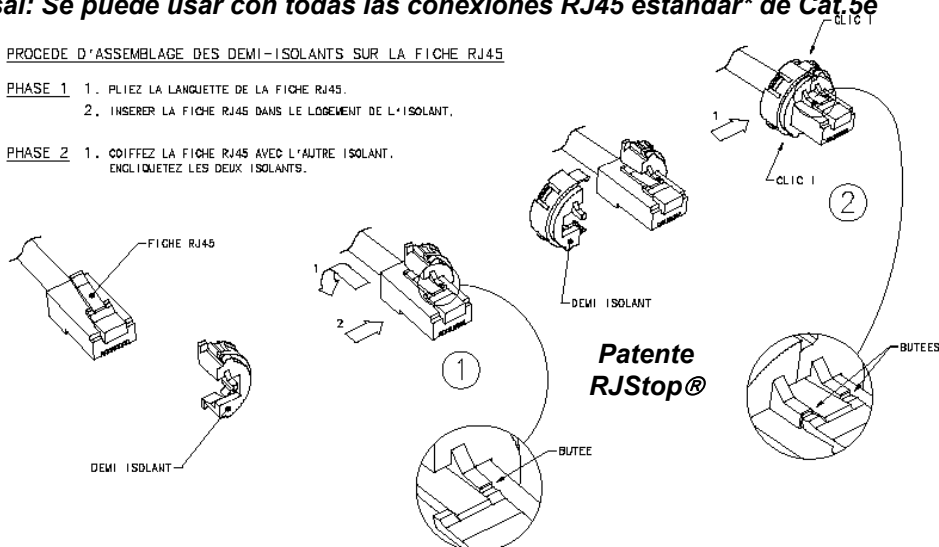 sal: Se puede usar con todas las conexiones RJ45 estándar* de Cat.5e
PROCEDE D'ASSEMBLAGE DES DEMI-ISOLANTS SUR LA FICHE RJ45
PHASE 1 1. PLIEZ LA LANGUETTE DE LA FICHE RJ45.
2. INSERER LA FICHE RJ45 DANS LE LOGEMENT DE L'ISOLANT.
PHASE 2 1. COIFFEZ LA FICHE RJ45 AVEC L'AUTRE ISOLANT.
ENCLIQUETEZ LES DEUX ISOLANTS.
CLIC !
1
CLIC !
2
FICHE RJ45
DEMI ISOLANT
1
2
1
DEMI ISOLANT
Patente
RJStop®
BUTEES
BUTEE